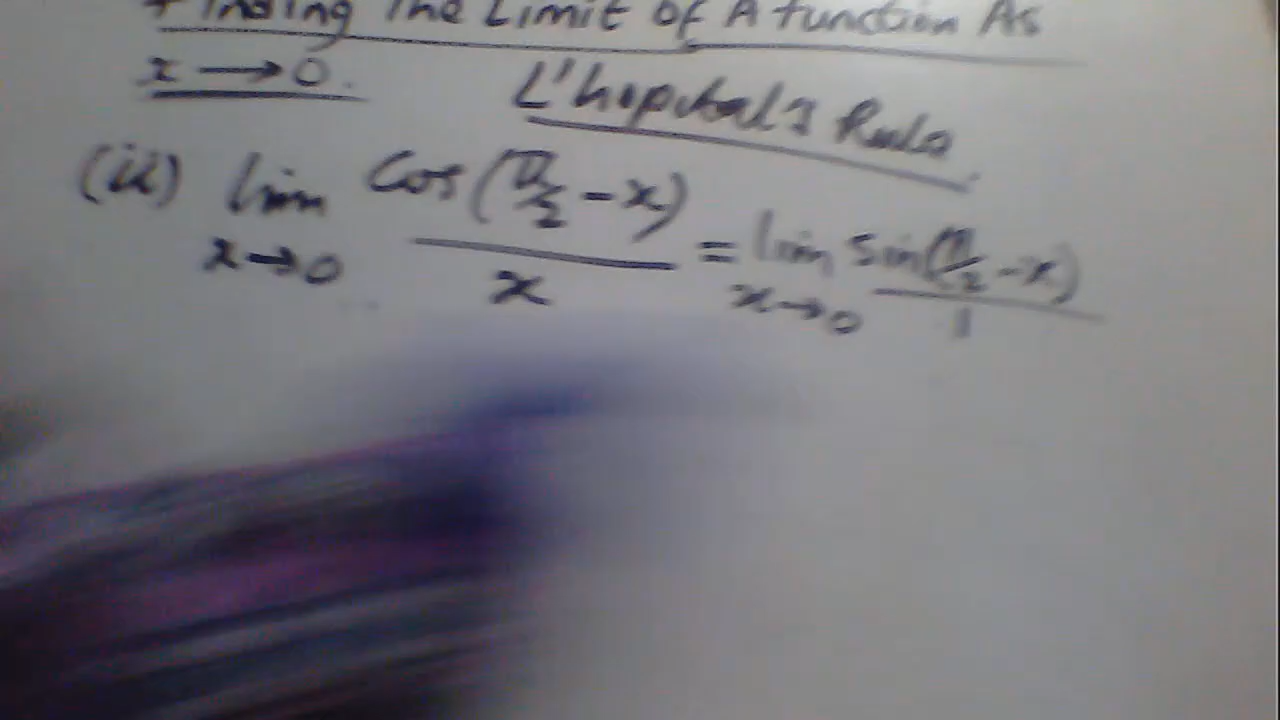 Finding The Limit Of A function As
x → 0.
L'hopital's Rule
(ii) lim x→0 cos(π/2 - x) / x = lim x→0 sin(π/2 - x) / 1